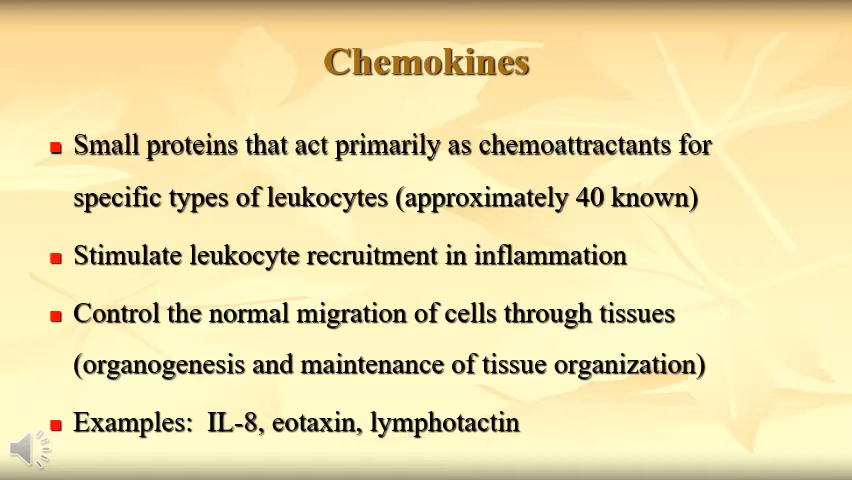 Chemokines
Small proteins that act primarily as chemoattractants for
specific types of leukocytes (approximately 40 known)
Stimulate leukocyte recruitment in inflammation
Control the normal migration of cells through tissues
(organogenesis and maintenance of tissue organization)
Examples:  IL-8, eotaxin, lymphotactin